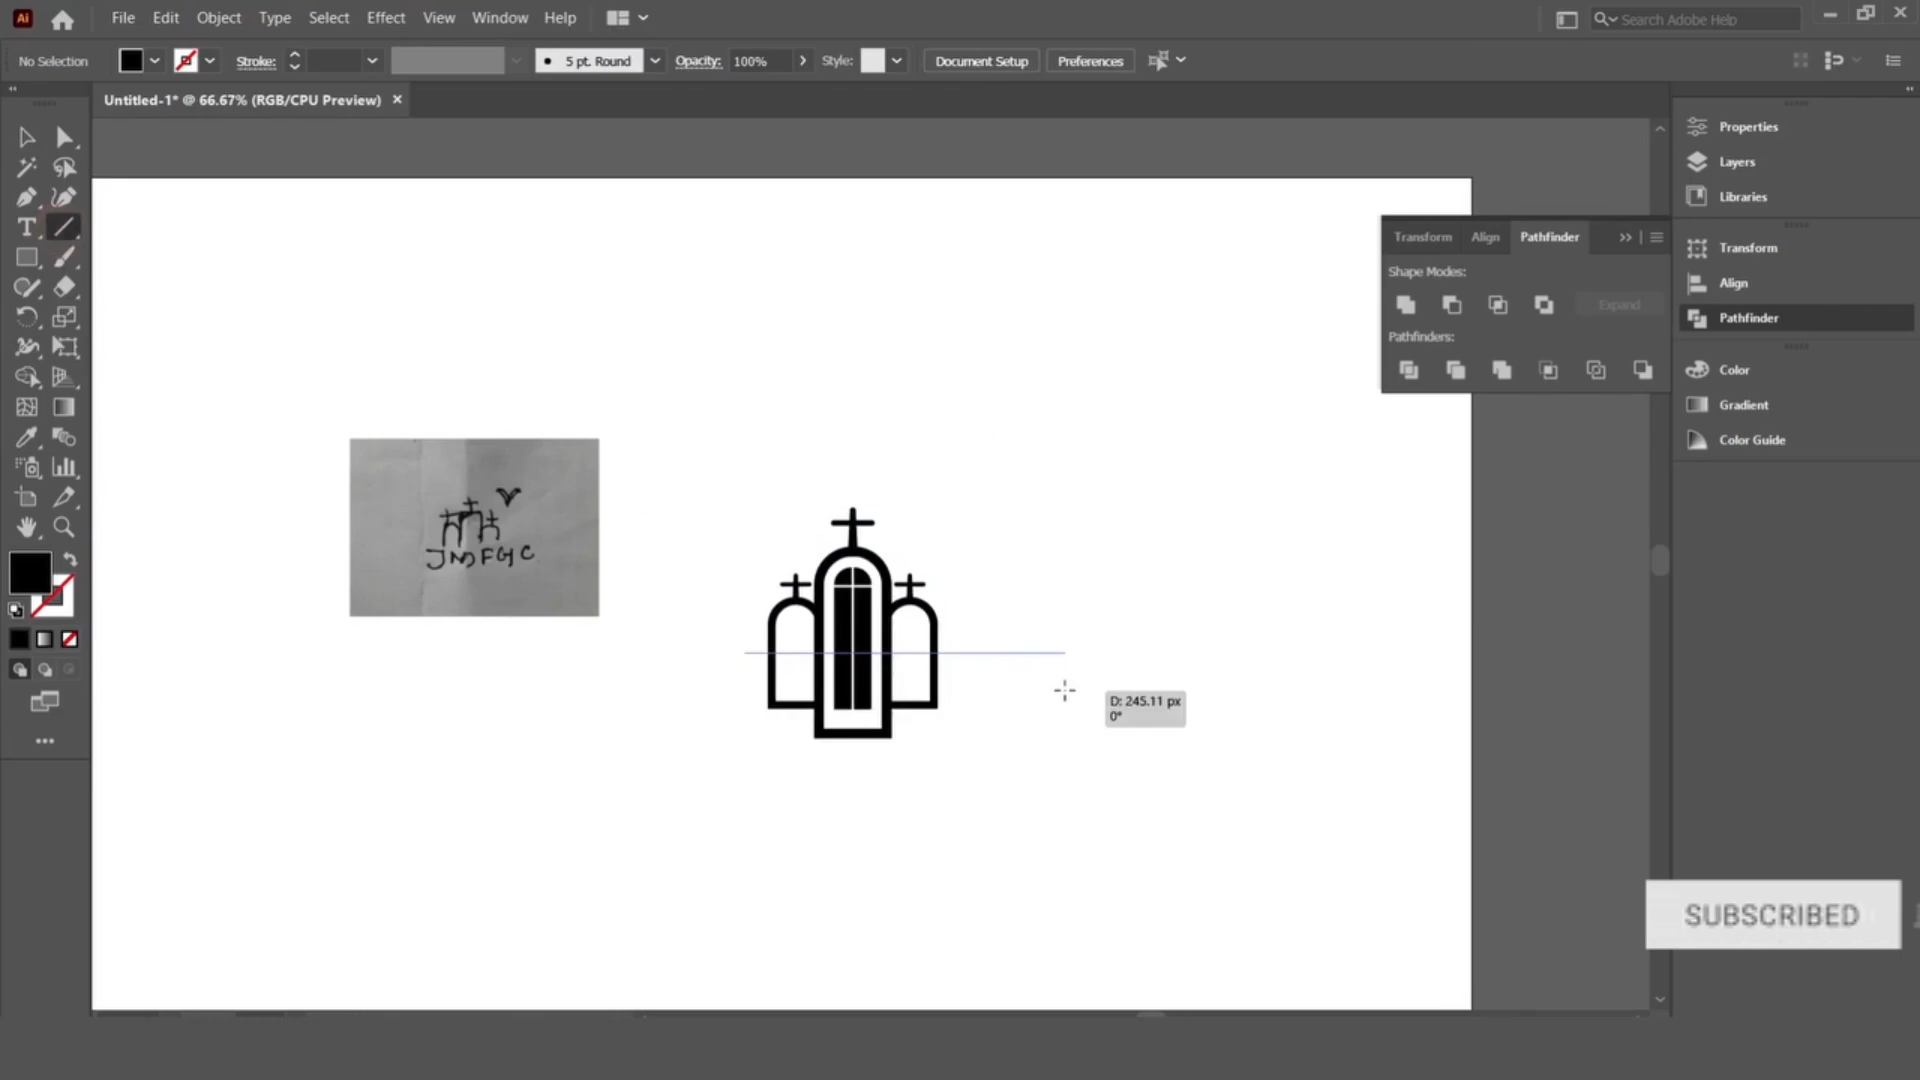 Ai File Edit Object Type Select Effect View Window Help Search Adobe Help
No Selection Stroke: 5 pt. Round Opacity: 100% Style: Document Setup Preferences
Untitled-1* @ 66.67% (RGB/CPU Preview)
Properties
Layers
Libraries
Transform Align Pathfinder
Shape Modes:
Expand
Pathfinders:
Transform
Align
Pathfinder
Color
Gradient
Color Guide
T
JNDFGC
D: 245.11 px
0°
SUBSCRIBED